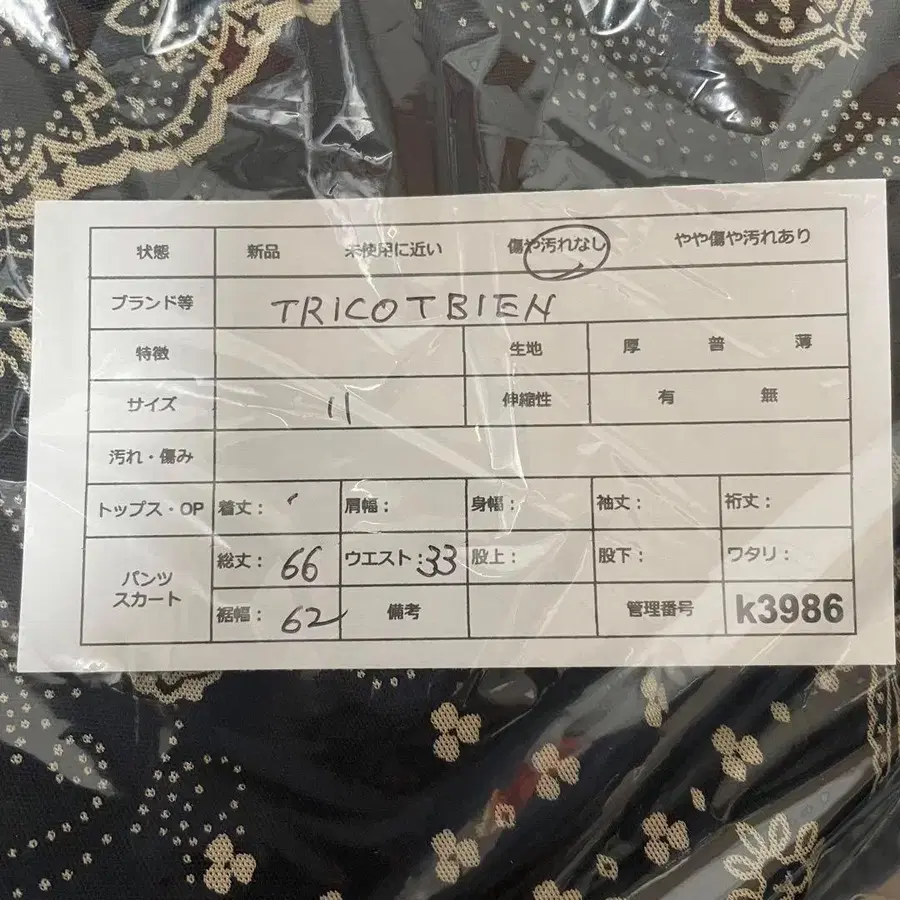 状態 新品 未使用に近い 傷や汚れなし やや傷や汚れあり
ブランド等 TRICOTBIEN
特徴 生地 厚 普 薄
サイズ 11 伸縮性 有 無
汚れ・傷み
トップス・OP 着丈: 肩幅: 身幅: 袖丈: 裄丈:
パンツ
スカート
総丈: 66 ウエスト:33 股上: 股下: ワタリ:
裾幅: 62 備考 管理番号 k3986